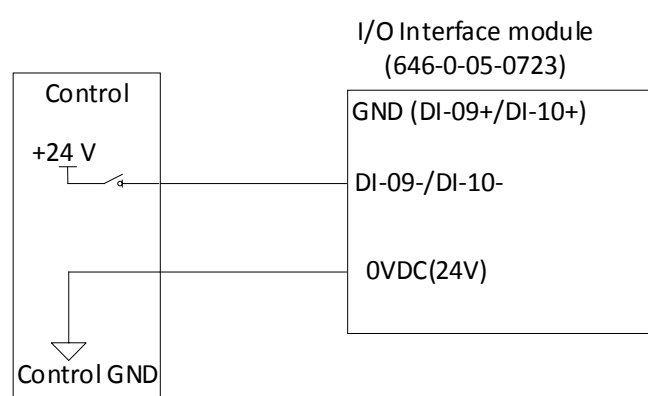 I/O Interface module
(646-0-05-0723)
Control
GND (DI-09+/DI-10+)
+24 V
DI-09-/DI-10-
0VDC(24V)
Control GND